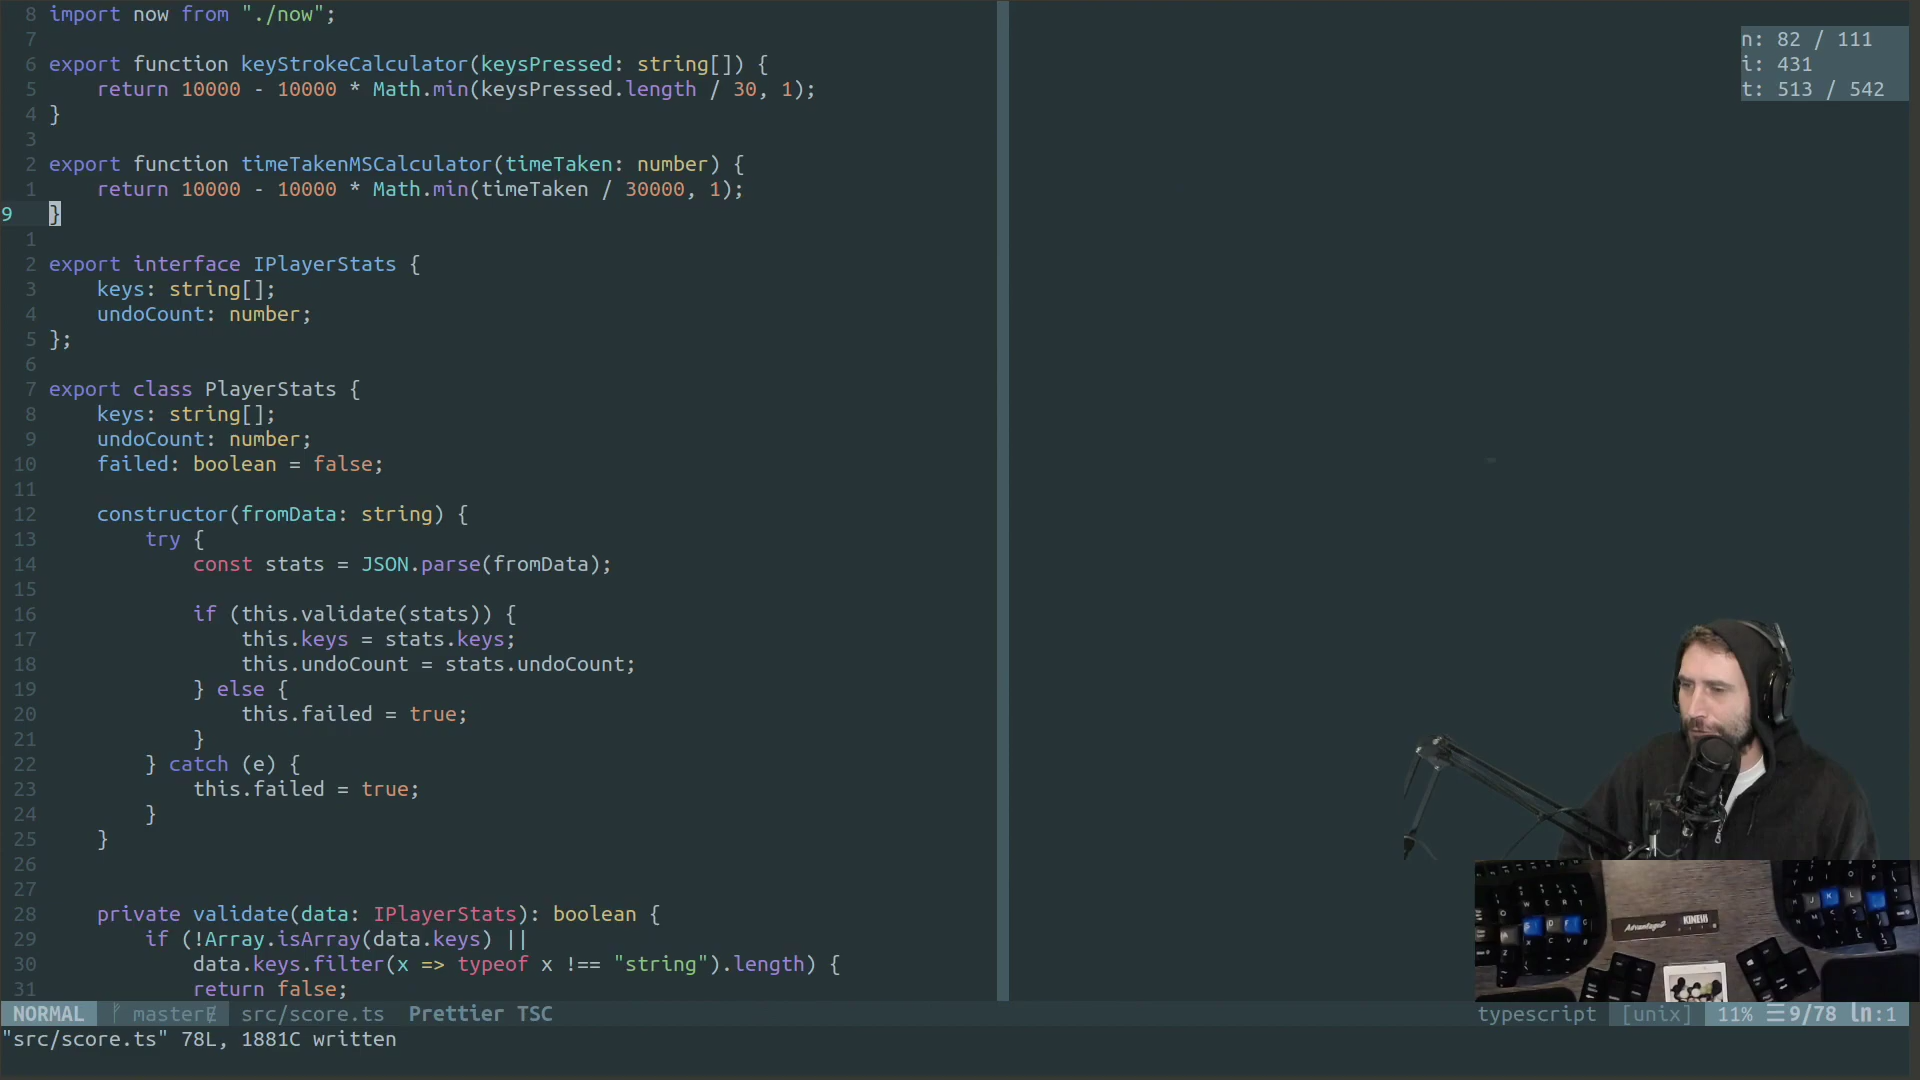 8 import now from "./now";
7
6 export function keyStrokeCalculator(keysPressed: string[]) {
5     return 10000 - 10000 * Math.min(keysPressed.length / 30, 1);
4 }
3
2 export function timeTakenMSCalculator(timeTaken: number) {
1     return 10000 - 10000 * Math.min(timeTaken / 30000, 1);
9 }
1
2 export interface IPlayerStats {
3     keys: string[];
4     undoCount: number;
5 };
6
7 export class PlayerStats {
8     keys: string[];
9     undoCount: number;
10     failed: boolean = false;
11
12     constructor(fromData: string) {
13         try {
14             const stats = JSON.parse(fromData);
15
16             if (this.validate(stats)) {
17                 this.keys = stats.keys;
18                 this.undoCount = stats.undoCount;
19             } else {
20                 this.failed = true;
21             }
22         } catch (e) {
23             this.failed = true;
24         }
25     }
26
27
28     private validate(data: IPlayerStats): boolean {
29         if (!Array.isArray(data.keys) ||
30             data.keys.filter(x => typeof x !== "string").length) {
31             return false;
n: 82 / 111
i: 431
t: 513 / 542
Advantage2 KINESIS
NORMAL master src/score.ts Prettier TSC typescript [unix] 11% ☰9/78 ln:1
"src/score.ts" 78L, 1881C written